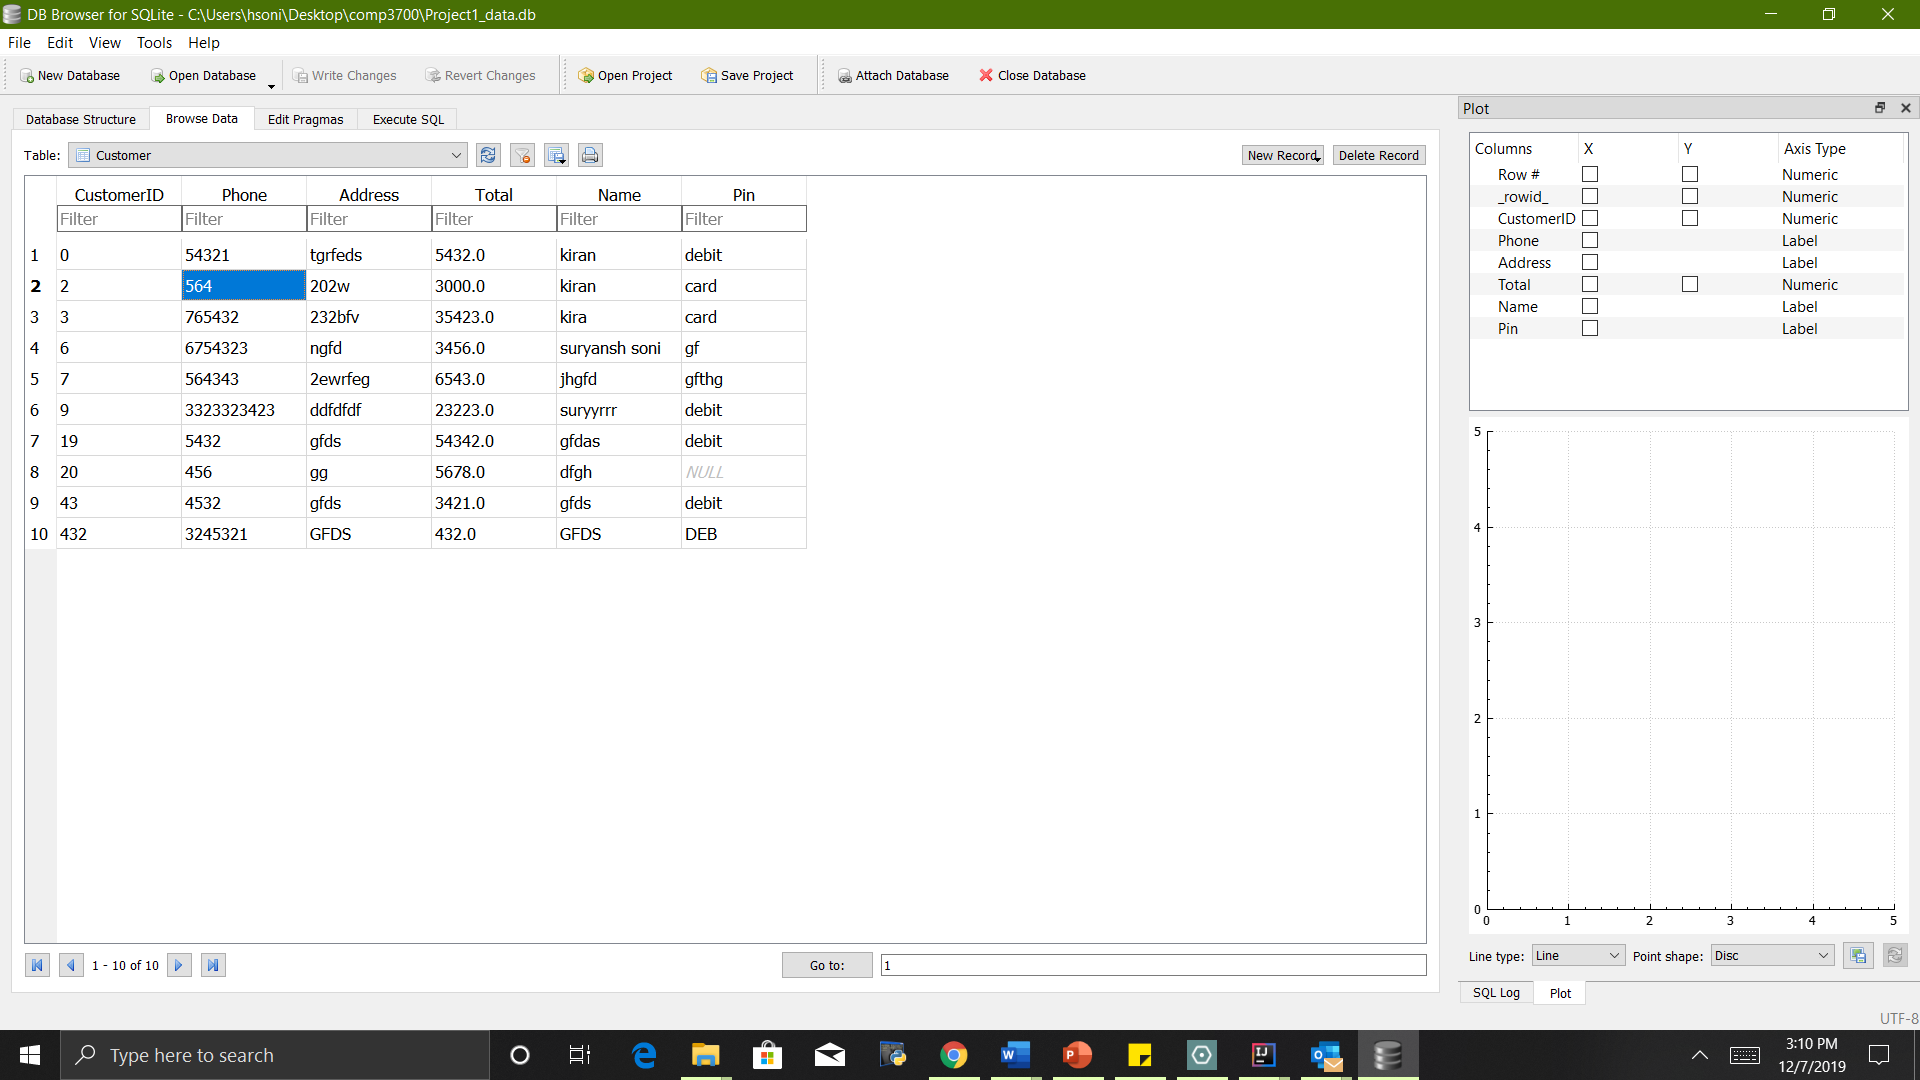 DB Browser for SQLite - C:\Users\hsoni\Desktop\comp3700\Project1_data.db
File Edit View Tools Help
New Database Open Database Write Changes Revert Changes Open Project Save Project Attach Database Close Database
Database Structure Browse Data Edit Pragmas Execute SQL
Table: Customer New Record Delete Record
CustomerID Phone Address Total Name Pin
Filter Filter Filter Filter Filter Filter
1 0 54321 tgrfeds 5432.0 kiran debit
2 2 564 202w 3000.0 kiran card
3 3 765432 232bfv 35423.0 kira card
4 6 6754323 ngfd 3456.0 suryansh soni gf
5 7 564343 2ewrfeg 6543.0 jhgfd gfthg
6 9 3323323423 ddfdfdf 23223.0 suryyrrr debit
7 19 5432 gfds 54342.0 gfdas debit
8 20 456 gg 5678.0 dfgh NULL
9 43 4532 gfds 3421.0 gfds debit
10 432 3245321 GFDS 432.0 GFDS DEB
1 - 10 of 10 Go to: 1
Plot
Columns X Y Axis Type
Row # Numeric
_rowid_ Numeric
CustomerID Numeric
Phone Label
Address Label
Total Numeric
Name Label
Pin Label
5
4
3
2
1
0
0 1 2 3 4 5
Line type: Line Point shape: Disc
SQL Log Plot
UTF-8
Type here to search
3:10 PM
12/7/2019